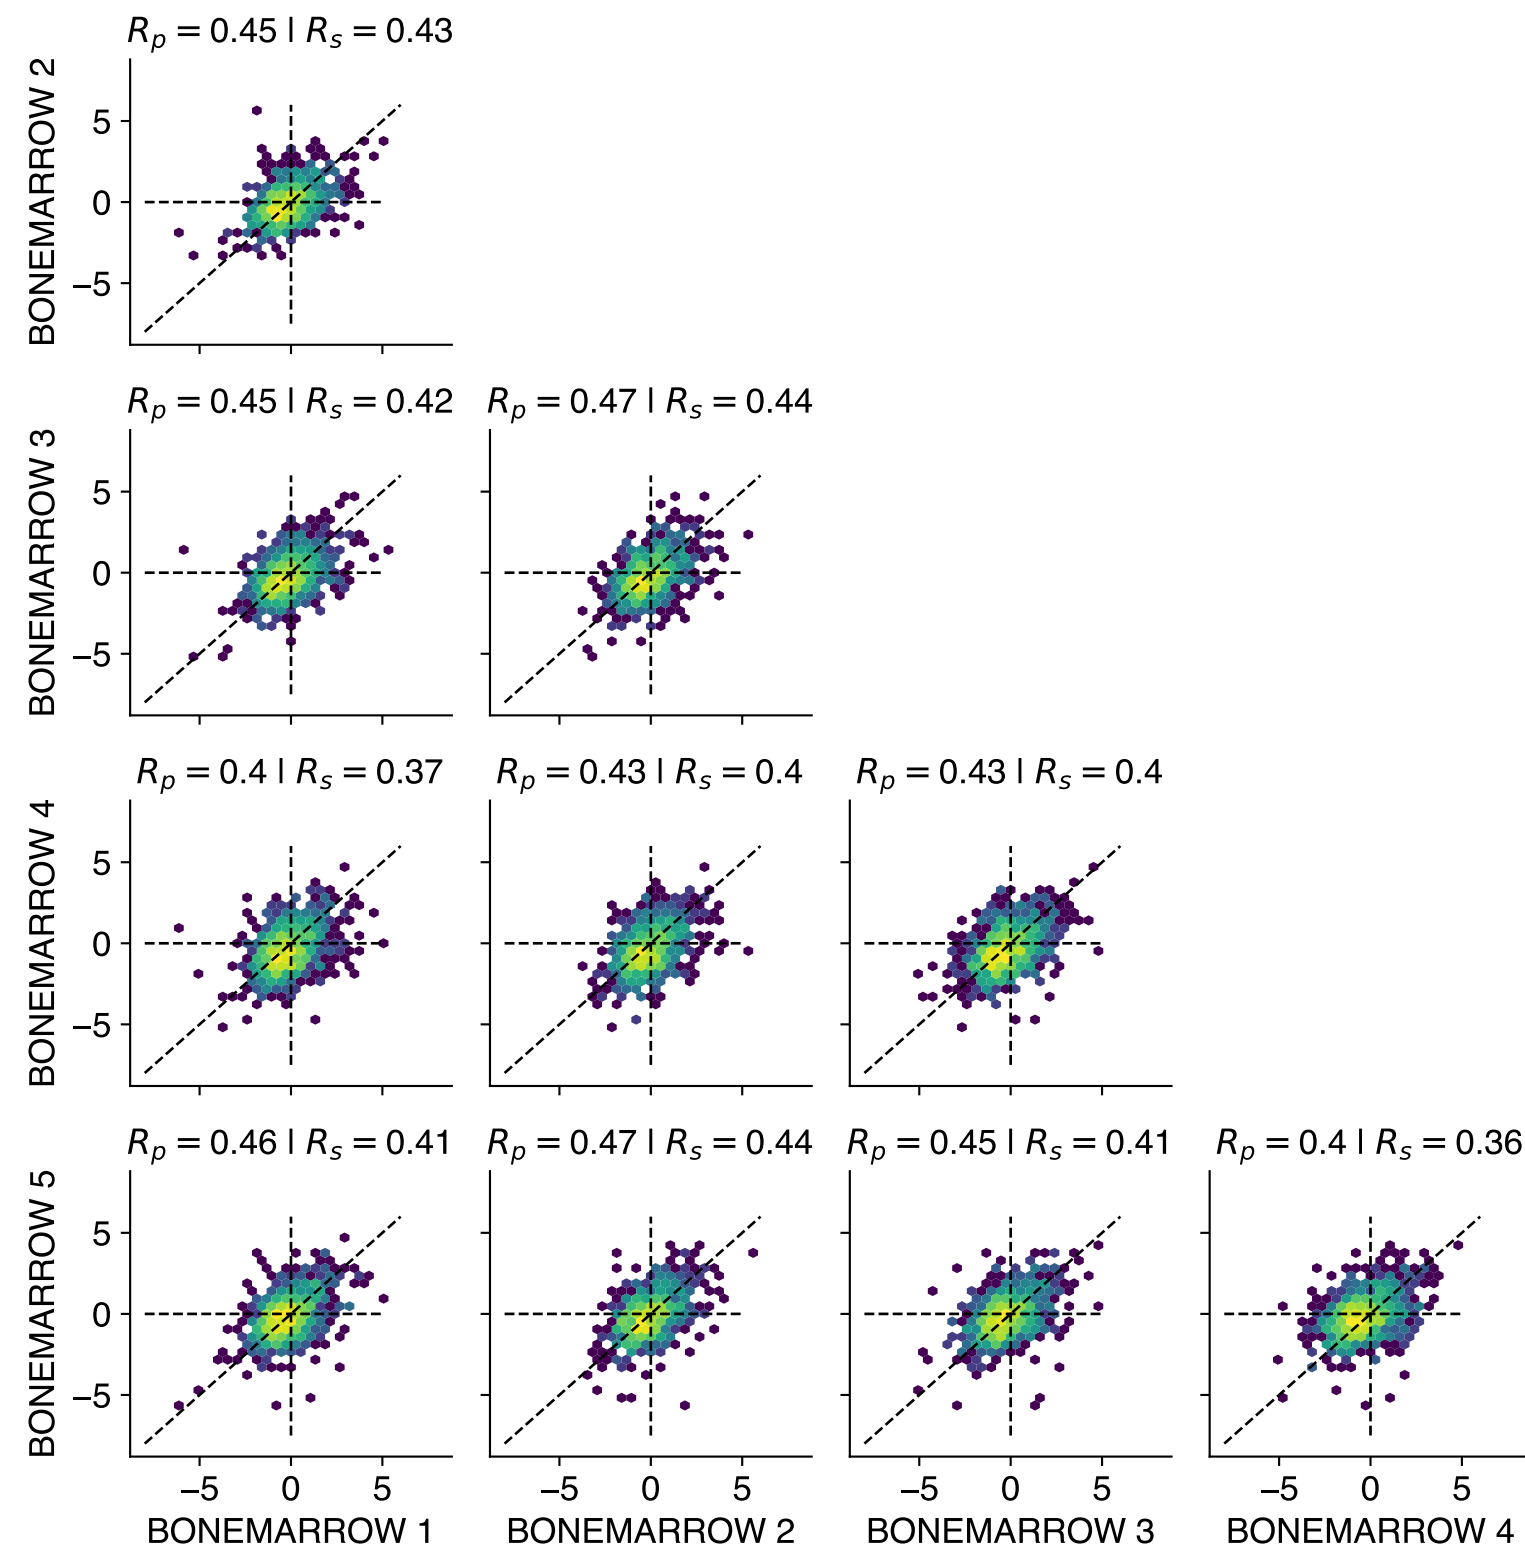 R_p = 0.45 | R_s = 0.43
BONEMARROW 2
5
0
−5
R_p = 0.45 | R_s = 0.42
R_p = 0.47 | R_s = 0.44
BONEMARROW 3
5
0
−5
R_p = 0.4 | R_s = 0.37
R_p = 0.43 | R_s = 0.4
R_p = 0.43 | R_s = 0.4
BONEMARROW 4
5
0
−5
R_p = 0.46 | R_s = 0.41
R_p = 0.47 | R_s = 0.44
R_p = 0.45 | R_s = 0.41
R_p = 0.4 | R_s = 0.36
BONEMARROW 5
5
0
−5
−5 0 5
−5 0 5
−5 0 5
−5 0 5
BONEMARROW 1
BONEMARROW 2
BONEMARROW 3
BONEMARROW 4